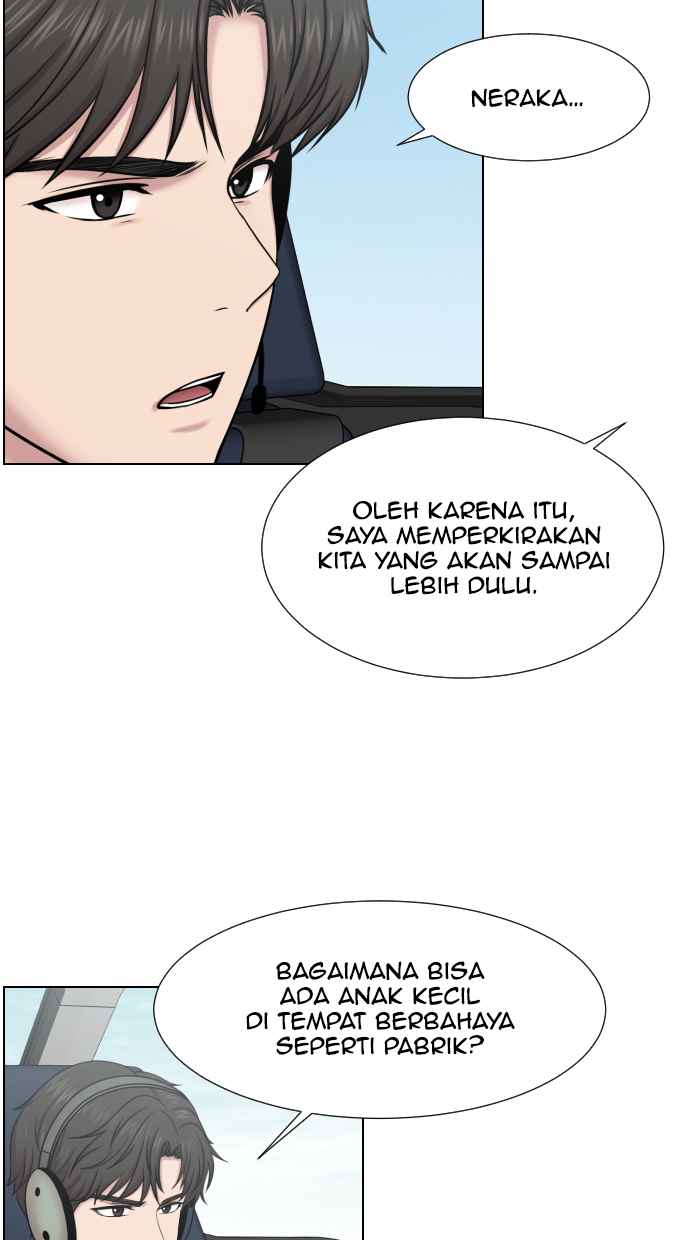 NERAKA...
OLEH KARENA ITU,
SAYA MEMPERKIRAKAN
KITA YANG AKAN SAMPAI
LEBIH DULU.
BAGAIMANA BISA
ADA ANAK KECIL
DI TEMPAT BERBAHAYA
SEPERTI PABRIK?